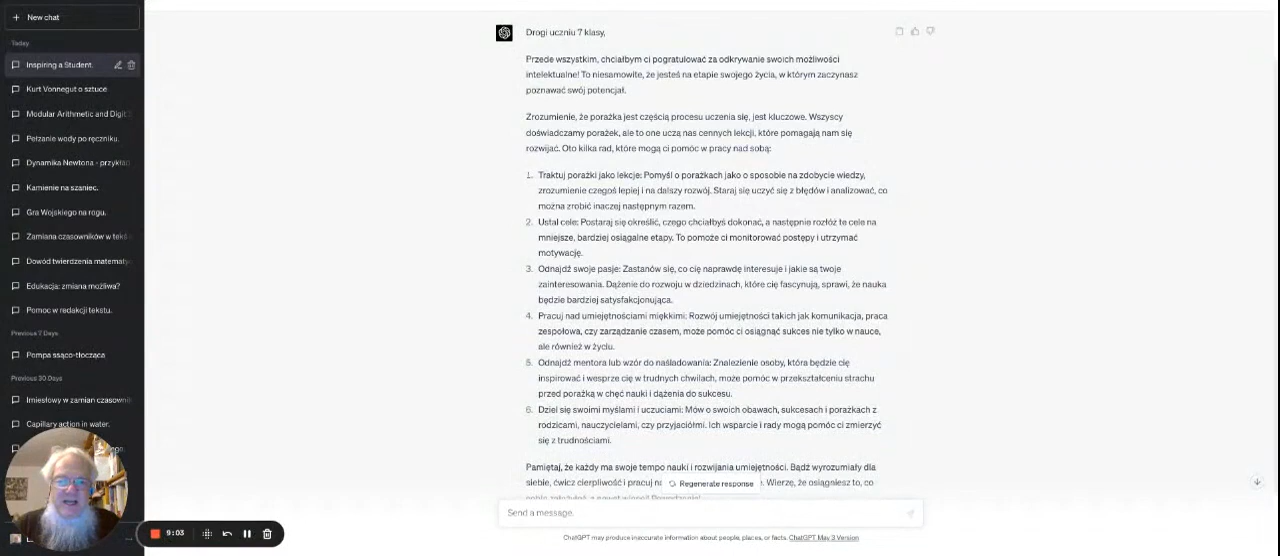 New chat
Today
Inspiring a Student.
Kurt Vonnegut o sztuce
Modular Arithmetic and Digit
Pełzanie wody po ręczniku.
Dynamika Newtona - przykład
Kamienie na szaniec.
Gra Wojskiego na rogu.
Zamiana czasowników w
Dowód twierdzenia matematy
Edukacja: zmiana możliwa?
Pomoc w redakcji tekstu.
Previous 7 Days
Pompa ssąco-tłocząca
Previous 30 Days
Imiesłowy w zamian czasowni
Capillary action in water.
9:03
Drogi uczniu 7 klasy,
Przede wszystkim, chciałbym ci pogratulować za odkrywanie swoich możliwości
intelektualne! To niesamowite, że jesteś na etapie swojego życia, w którym zaczynasz
poznawać swój potencjał.
Zrozumienie, że porażka jest częścią procesu uczenia się, jest kluczowe. Wszyscy
doświadczamy porażek, ale to one uczą nas cennych lekcji, które pomagają nam się
rozwijać. Oto kilka rad, które mogą ci pomóc w pracy nad sobą:
1. Traktuj porażki jako lekcje: Pomyśl o porażkach jako o sposobie na zdobycie wiedzy,
zrozumienie czegoś lepiej i na dalszy rozwój. Staraj się uczyć się z błędów i analizować, co
można zrobić inaczej następnym razem.
2. Ustal cele: Postaraj się określić, czego chciałbyś dokonać, a następnie rozłóż te cele na
mniejsze, bardziej osiągalne etapy. To pomoże ci monitorować postępy i utrzymać
motywację.
3. Odnajdź swoje pasje: Zastanów się, co cię naprawdę interesuje i jakie są twoje
zainteresowania. Dążenie do rozwoju w dziedzinach, które cię fascynują, sprawi, że nauka
będzie bardziej satysfakcjonująca.
4. Pracuj nad umiejętnościami miękkimi: Rozwój umiejętności takich jak komunikacja, praca
zespołowa, czy zarządzanie czasem, może pomóc ci osiągnąć sukces nie tylko w nauce,
ale również w życiu.
5. Odnajdź mentora lub wzór do naśladowania: Znalezienie osoby, która będzie cię
inspirować i wesprze cię w trudnych chwilach, może pomóc w przekształceniu strachu
przed porażką w chęć nauki i dążenia do sukcesu.
6. Dziel się swoimi myślami i uczuciami: Mów o swoich obawach, sukcesach i porażkach z
rodzicami, nauczycielami, czy przyjaciółmi. Ich wsparcie i rady mogą pomóc ci zmierzyć
się z trudnościami.
Pamiętaj, że każdy ma swoje tempo nauki i rozwijania umiejętności. Bądź wyrozumiały dla
siebie, ćwicz cierpliwość i pracuj Wierzę, że osiągniesz to, co
Regenerate response
Send a message.
ChatGPT may produce inaccurate information about people, places, or facts. ChatGPT May 3 Version